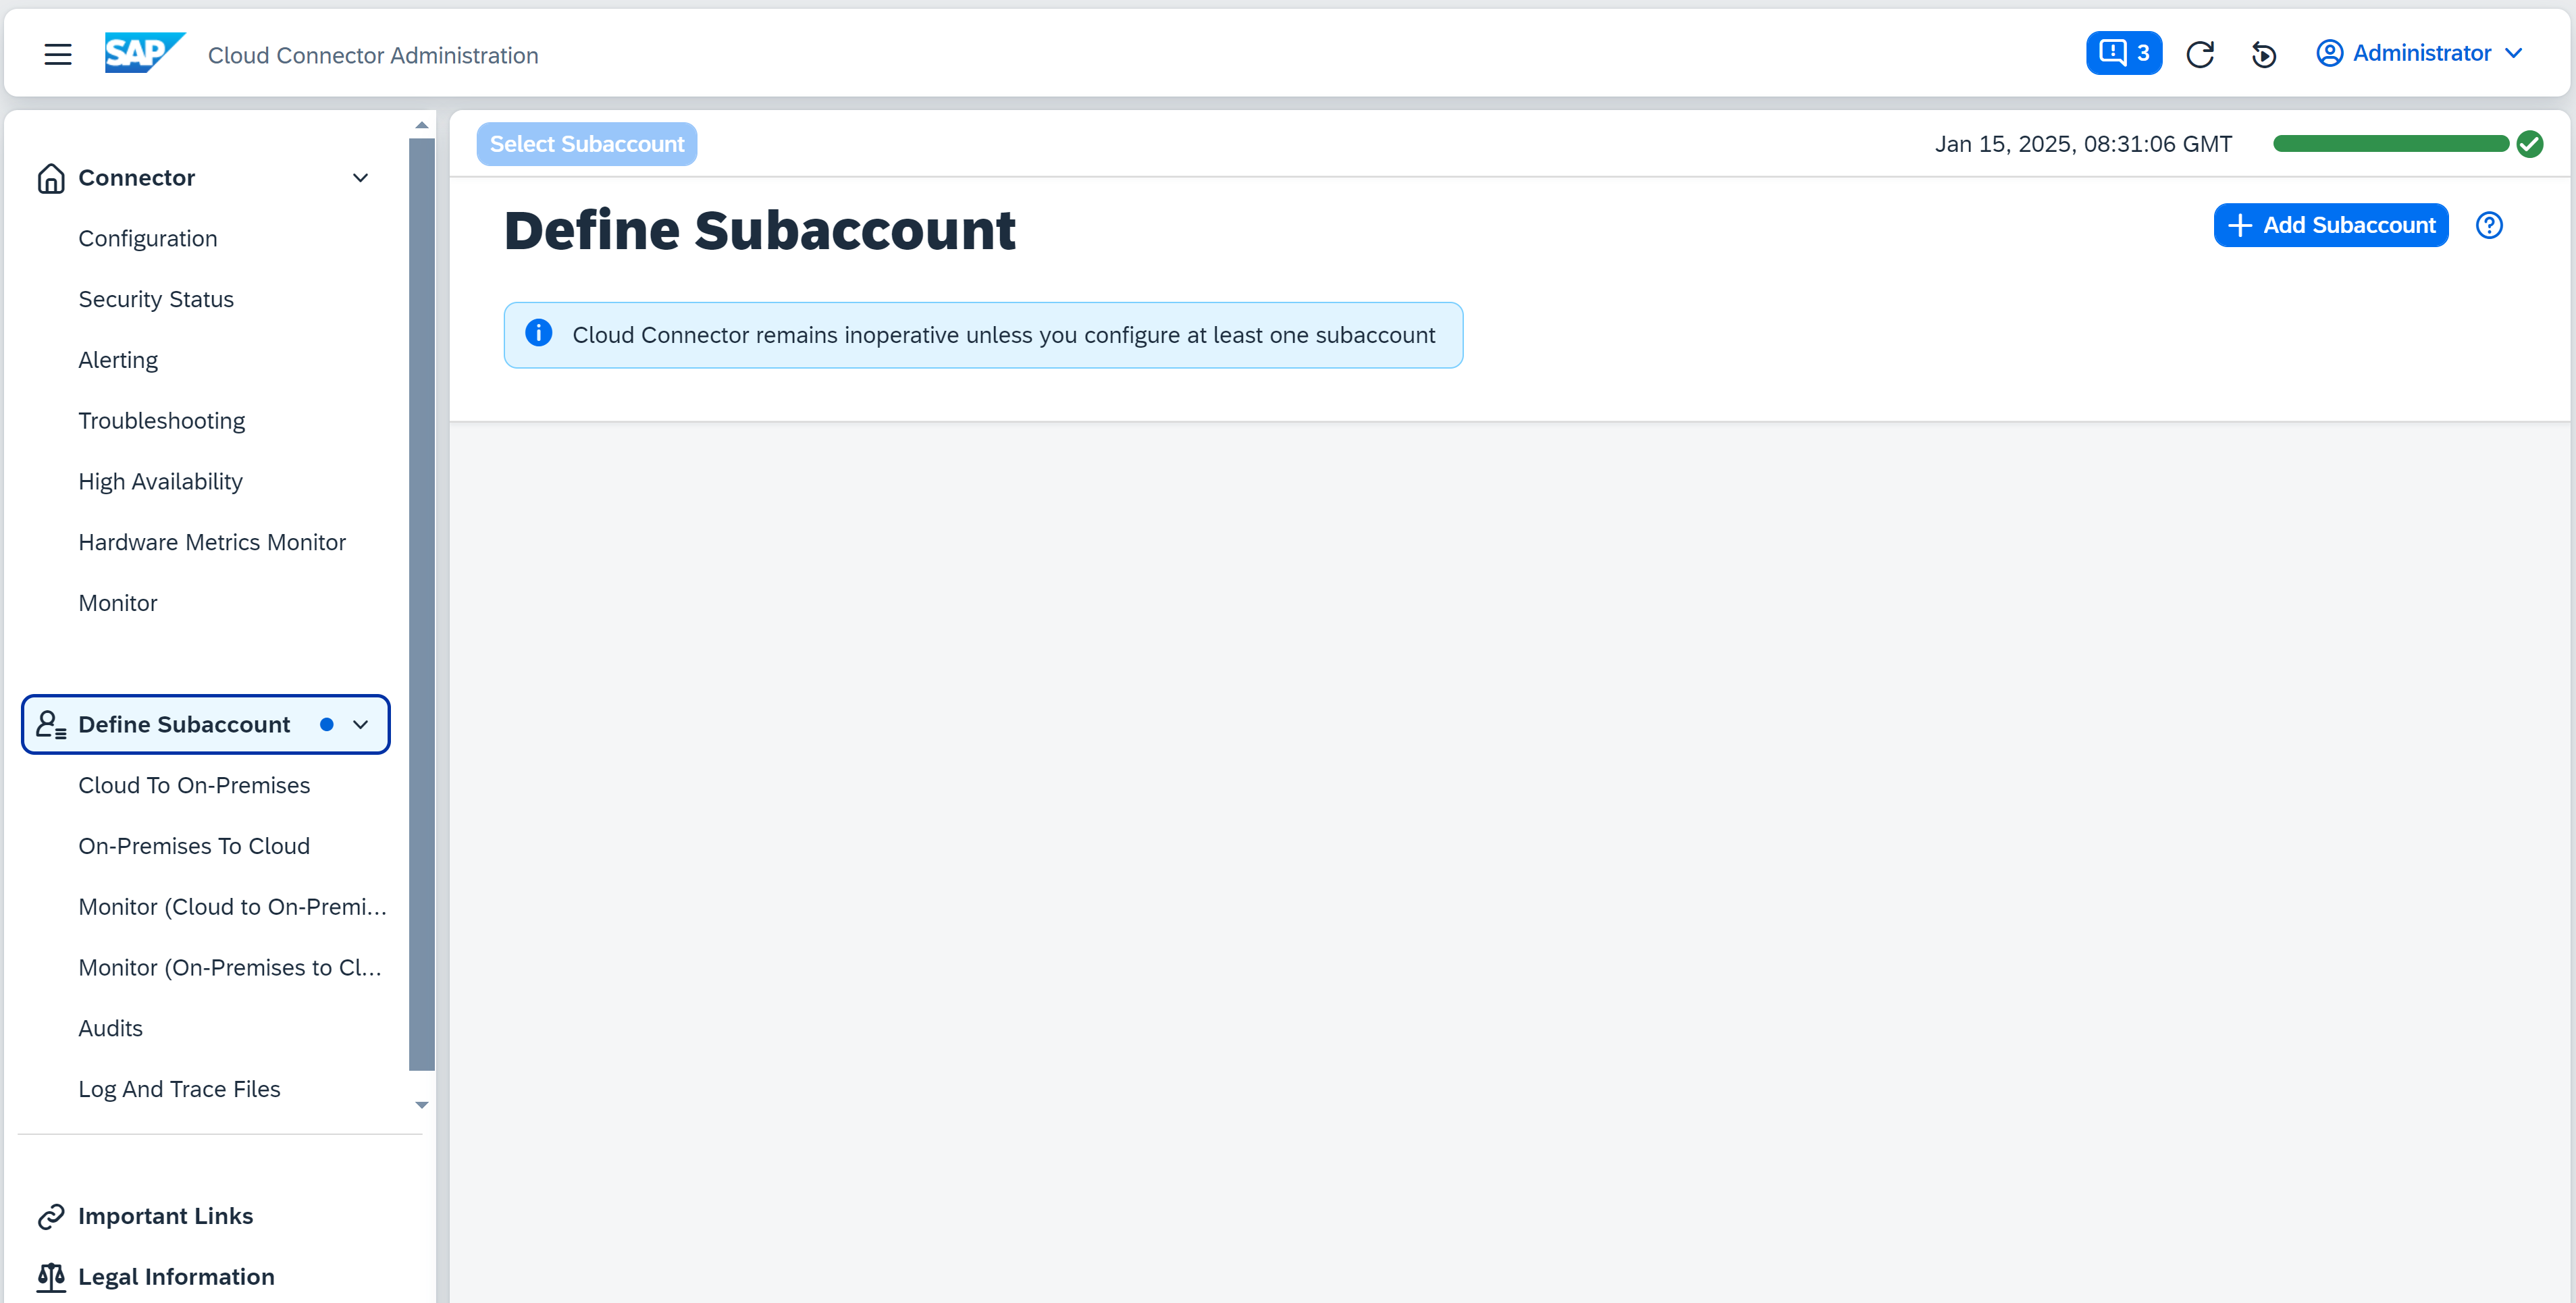 SAP Cloud Connector Administration
3
Administrator
Connector
Configuration
Security Status
Alerting
Troubleshooting
High Availability
Hardware Metrics Monitor
Monitor
Define Subaccount
Cloud To On-Premises
On-Premises To Cloud
Monitor (Cloud to On-Premi...
Monitor (On-Premises to Cl...
Audits
Log And Trace Files
Important Links
Legal Information
Select Subaccount
Jan 15, 2025, 08:31:06 GMT
Define Subaccount
Add Subaccount
Cloud Connector remains inoperative unless you configure at least one subaccount